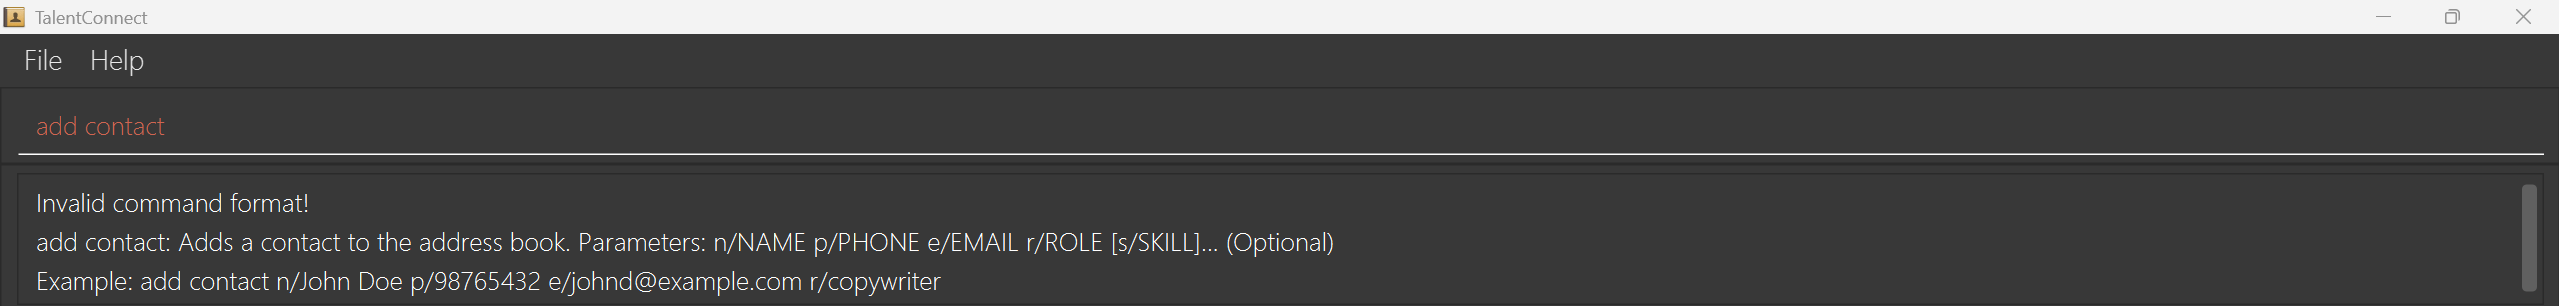 TalentConnect
File Help
add contact
Invalid command format!
add contact: Adds a contact to the address book. Parameters: n/NAME p/PHONE e/EMAIL r/ROLE [s/SKILL]... (Optional)
Example: add contact n/John Doe p/98765432 e/johnd@example.com r/copywriter